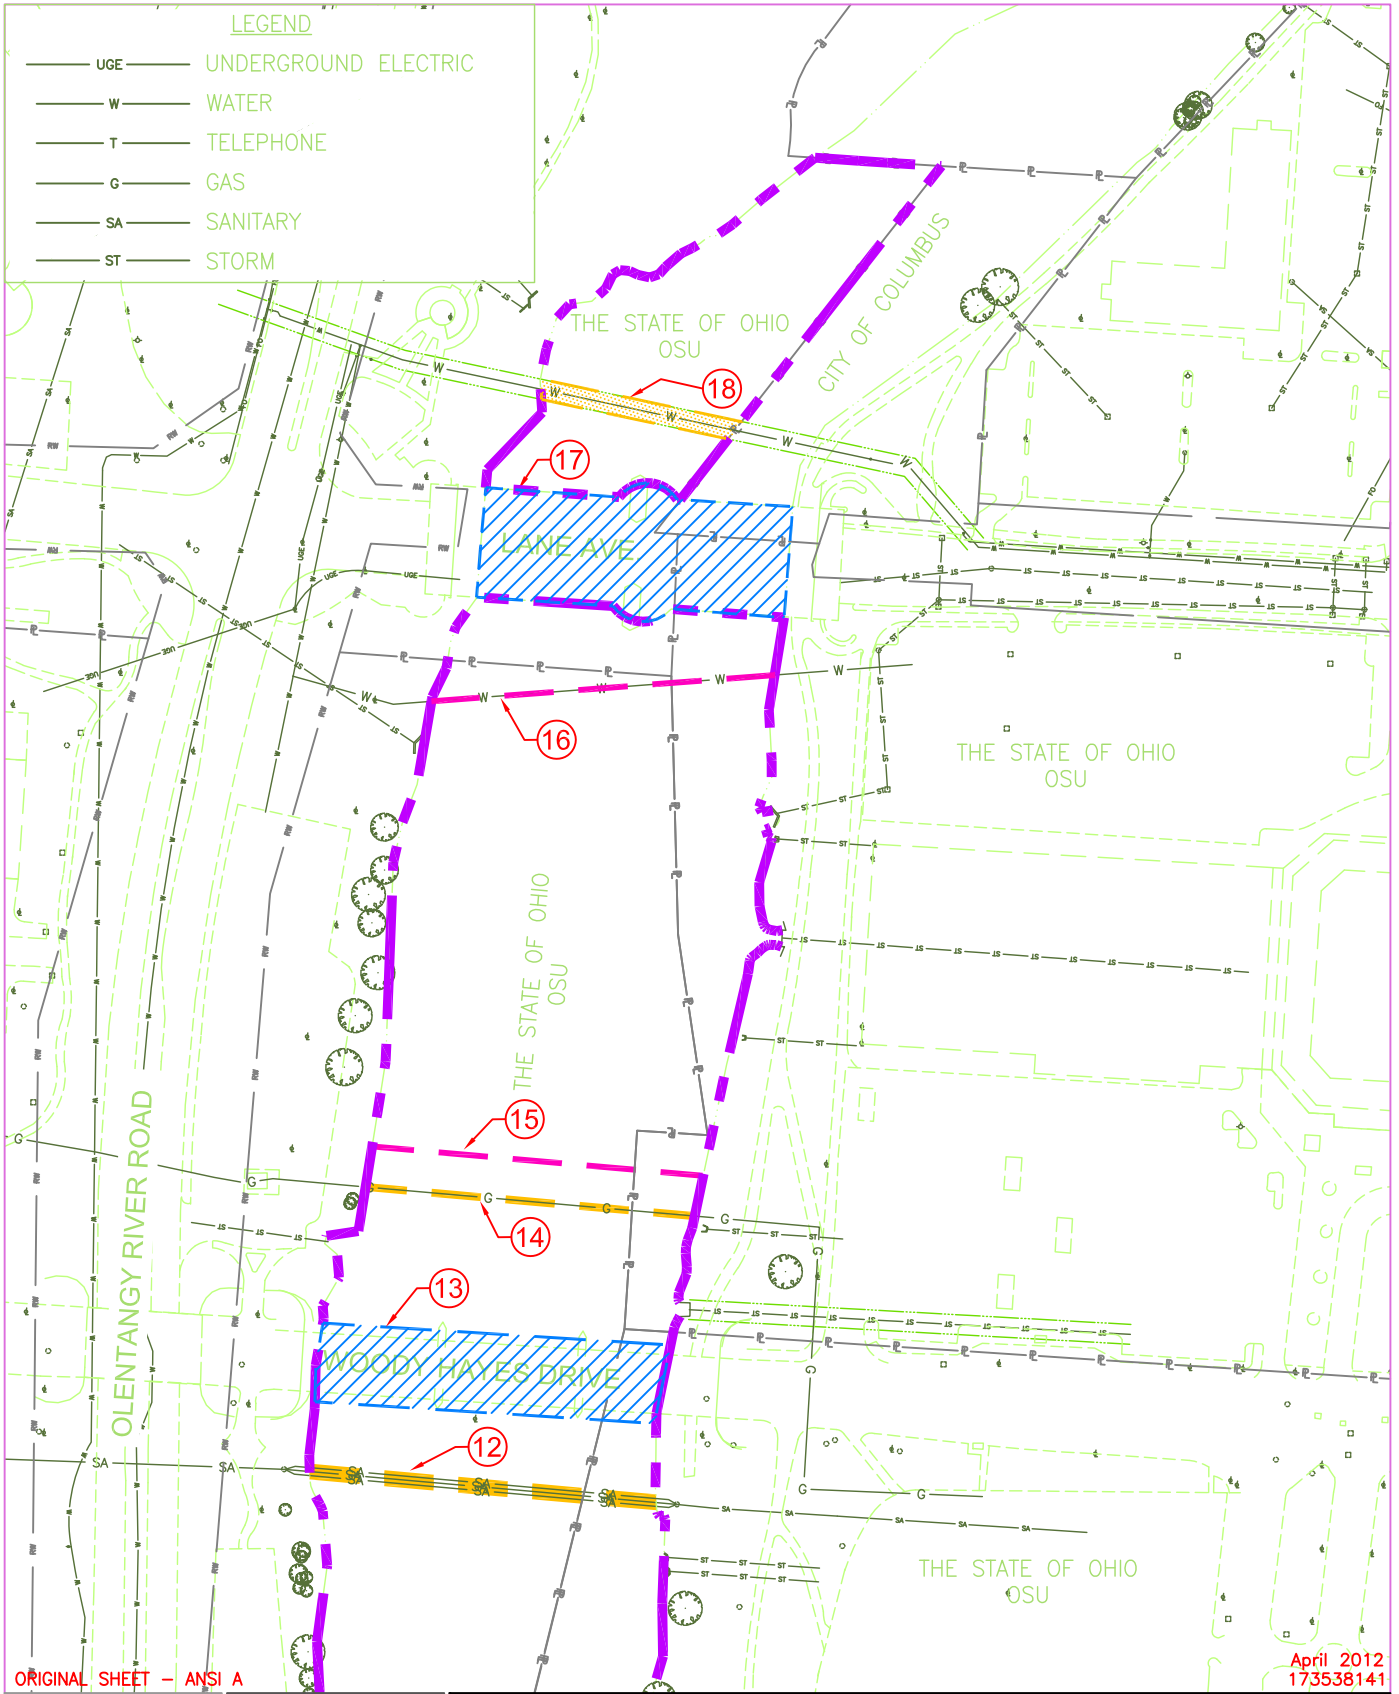 LEGEND
UGE UNDERGROUND ELECTRIC
W WATER
T TELEPHONE
G GAS
SA SANITARY
ST STORM
THE STATE OF OHIO
OSU
CITY OF COLUMBUS
18
17
LANE AVE
16
THE STATE OF OHIO
OSU
THE STATE OF OHIO
OSU
15
14
OLENTANGY RIVER ROAD
13
WOODY HAYES DRIVE
12
THE STATE OF OHIO
OSU
ORIGINAL SHEET - ANSI A
April 2012
173538141